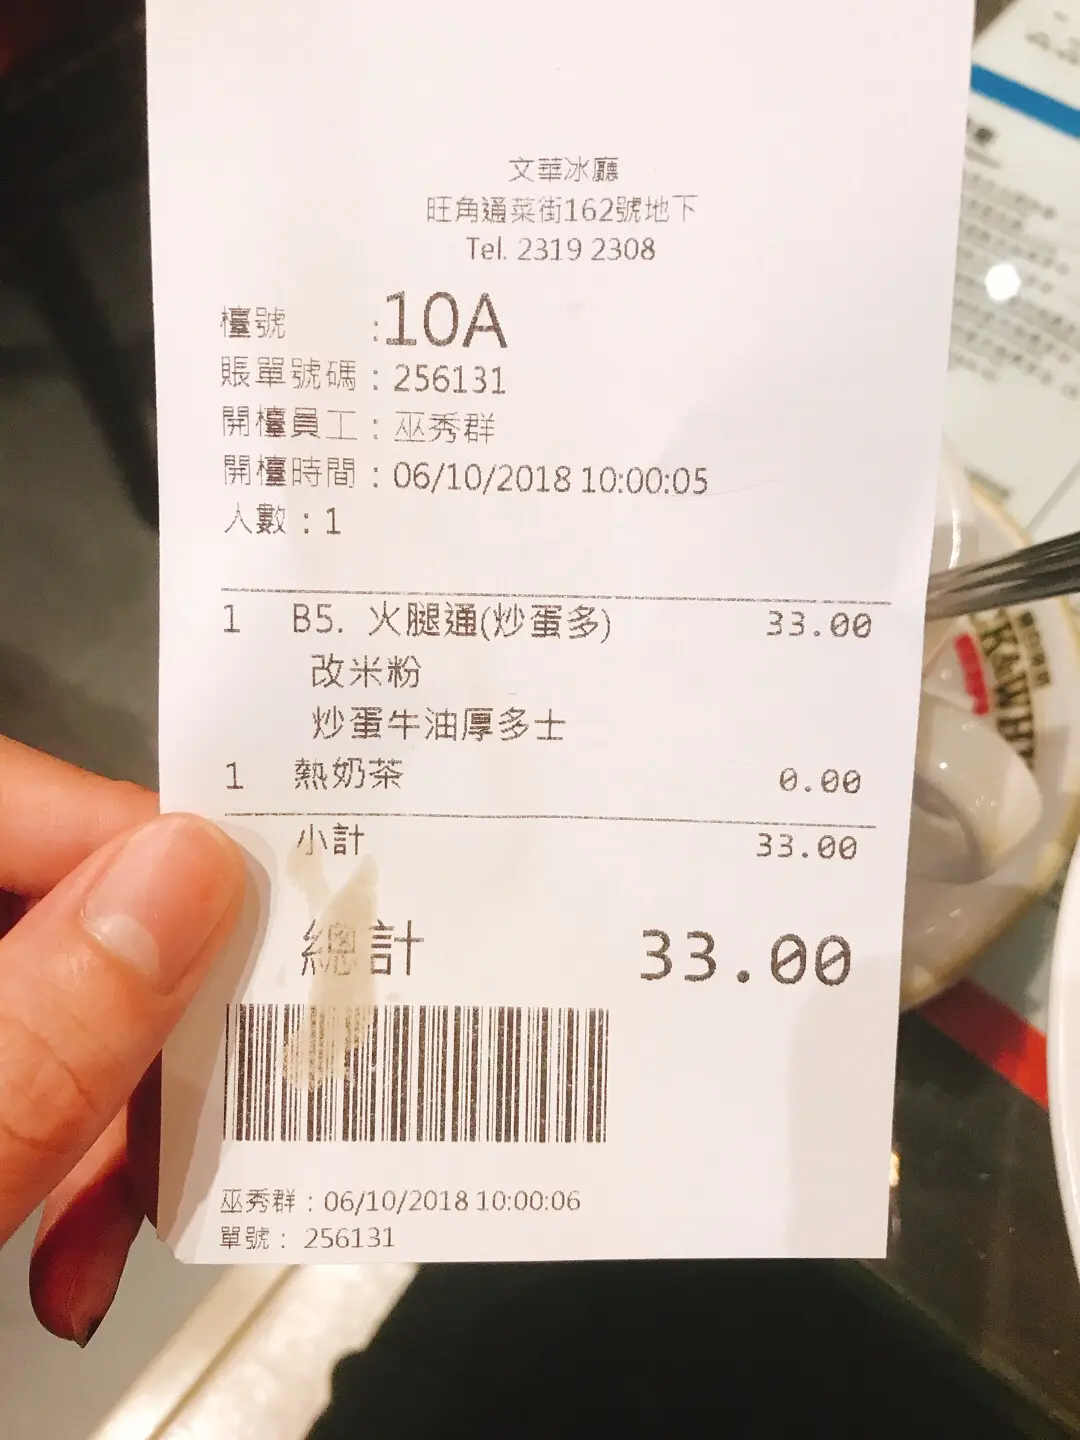 文華冰廳
旺角通菜街162號地下
Tel. 2319 2308
檯號 :10A
賬單號碼 : 256131
開檯員工 : 巫秀群
開檯時間 : 06/10/2018 10:00:05
人數 : 1
1 B5. 火腿通(炒蛋多) 33.00
改米粉
炒蛋牛油厚多士
1 熱奶茶 0.00
小計 33.00
總計 33.00
巫秀群 : 06/10/2018 10:00:06
單號 : 256131